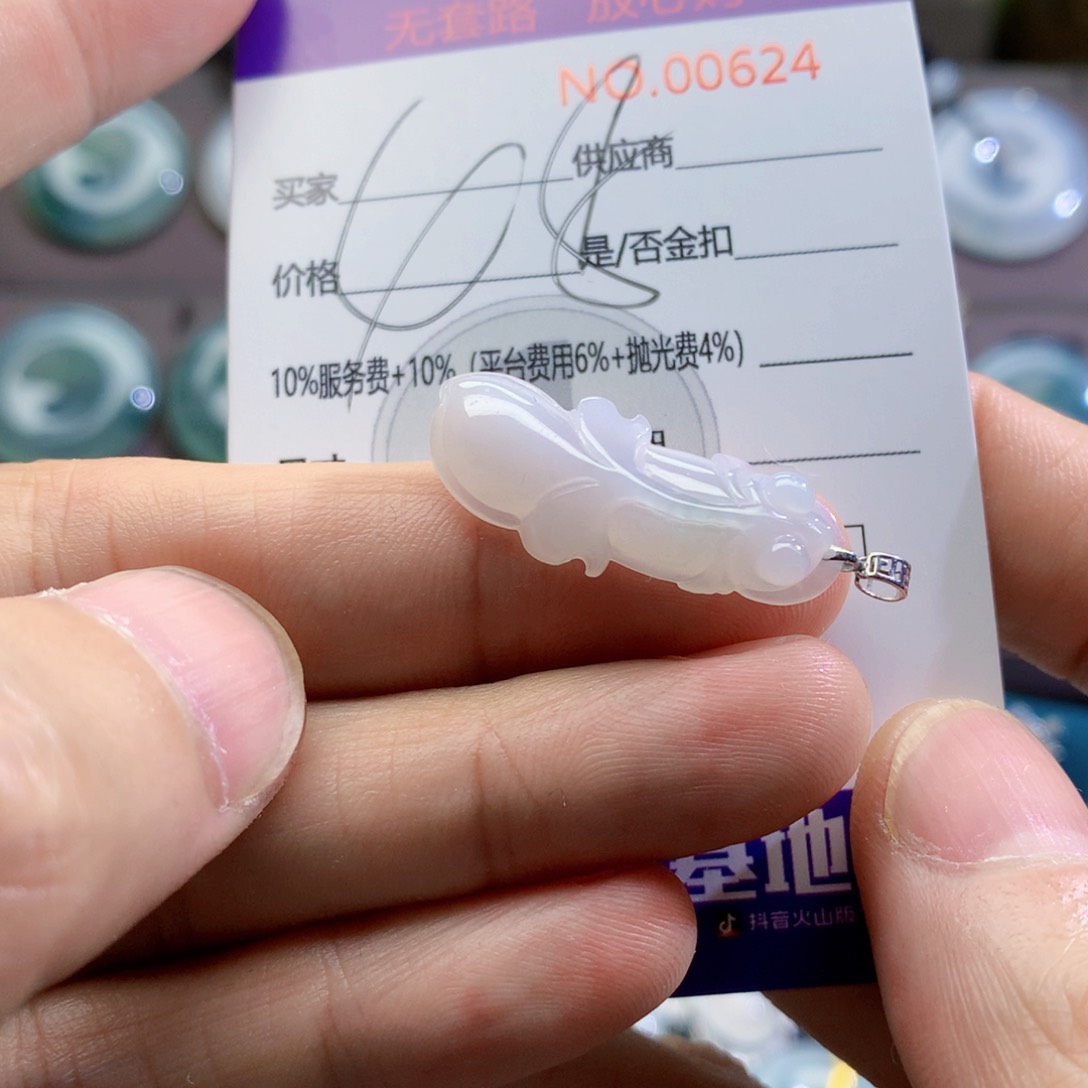 无套路 放心购
NO.00624
买家 供应商
价格 是/否金扣
10%服务费+10%（平台费用6%+抛光费4%）
基地
抖音火山版